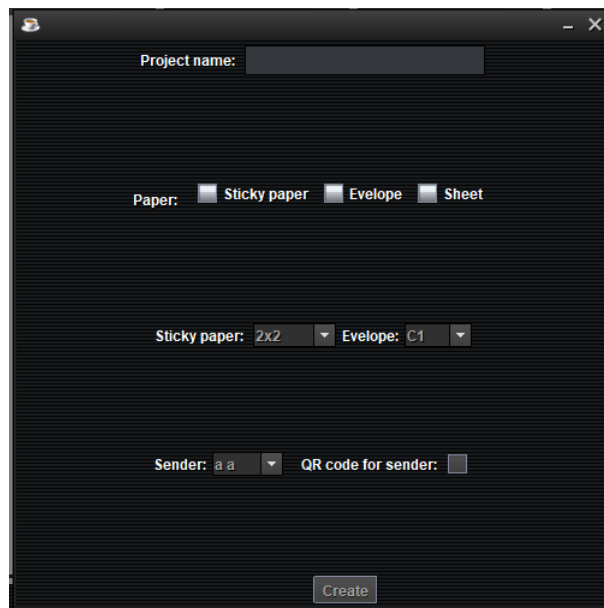 Project name:
Paper: Sticky paper Evelope Sheet
Sticky paper: 2x2 Evelope: C1
Sender: a a QR code for sender:
Create